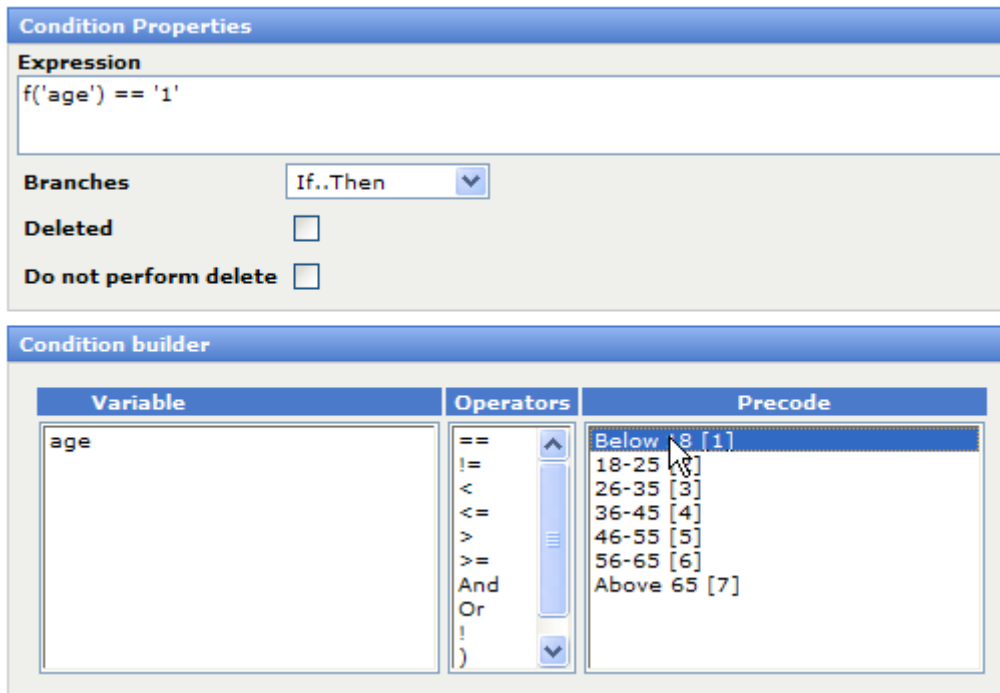 Condition Properties
Expression
f('age') == '1'
Branches If..Then
Deleted
Do not perform delete
Condition builder
Variable Operators Precode
age == Below 18 [1]
!= 18-25 [2]
< 26-35 [3]
<= 36-45 [4]
> 46-55 [5]
>= 56-65 [6]
And Above 65 [7]
Or
!
)